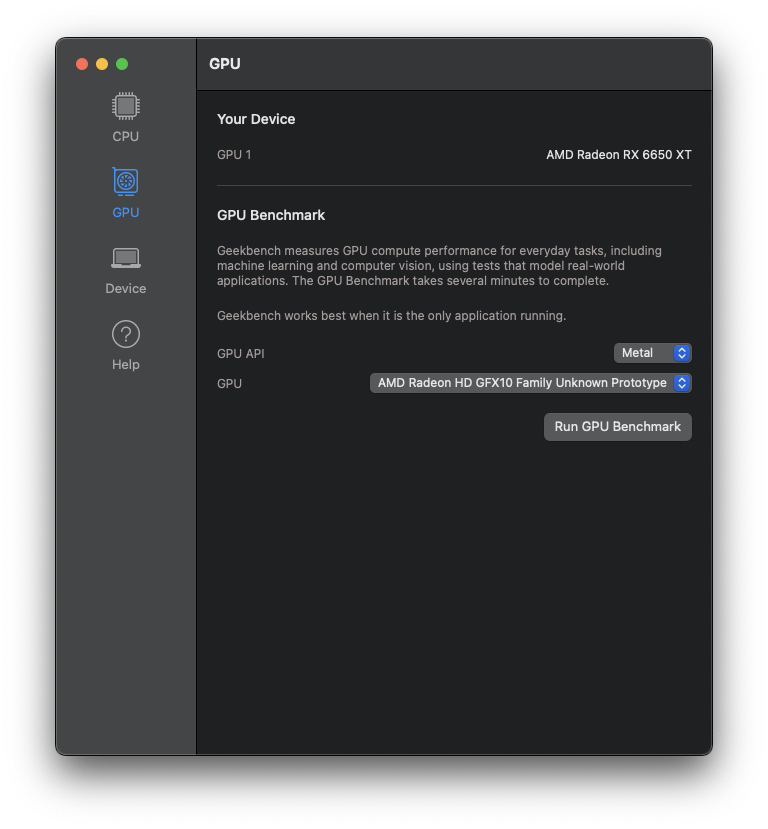 GPU
CPU
GPU
Device
Help
Your Device
GPU 1 AMD Radeon RX 6650 XT
GPU Benchmark
Geekbench measures GPU compute performance for everyday tasks, including
machine learning and computer vision, using tests that model real-world
applications. The GPU Benchmark takes several minutes to complete.
Geekbench works best when it is the only application running.
GPU API Metal
GPU AMD Radeon HD GFX10 Family Unknown Prototype
Run GPU Benchmark